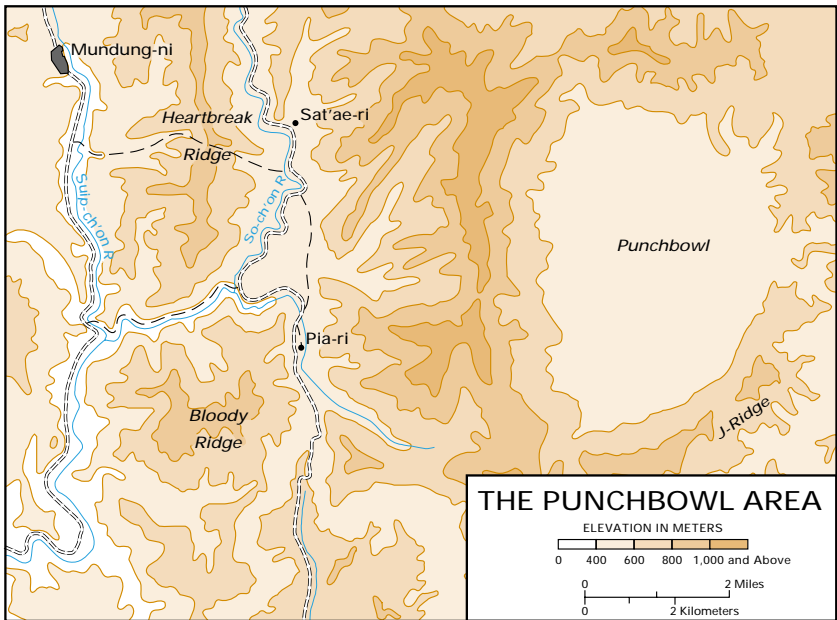 Mundung-ni
Heartbreak
Ridge
Sat'ae-ri
Suip-ch'on R
So-ch'on R
Punchbowl
Pia-ri
Bloody
Ridge
J-Ridge
THE PUNCHBOWL AREA
ELEVATION IN METERS
0 400 600 800 1,000 and Above
0 2 Miles
0 2 Kilometers